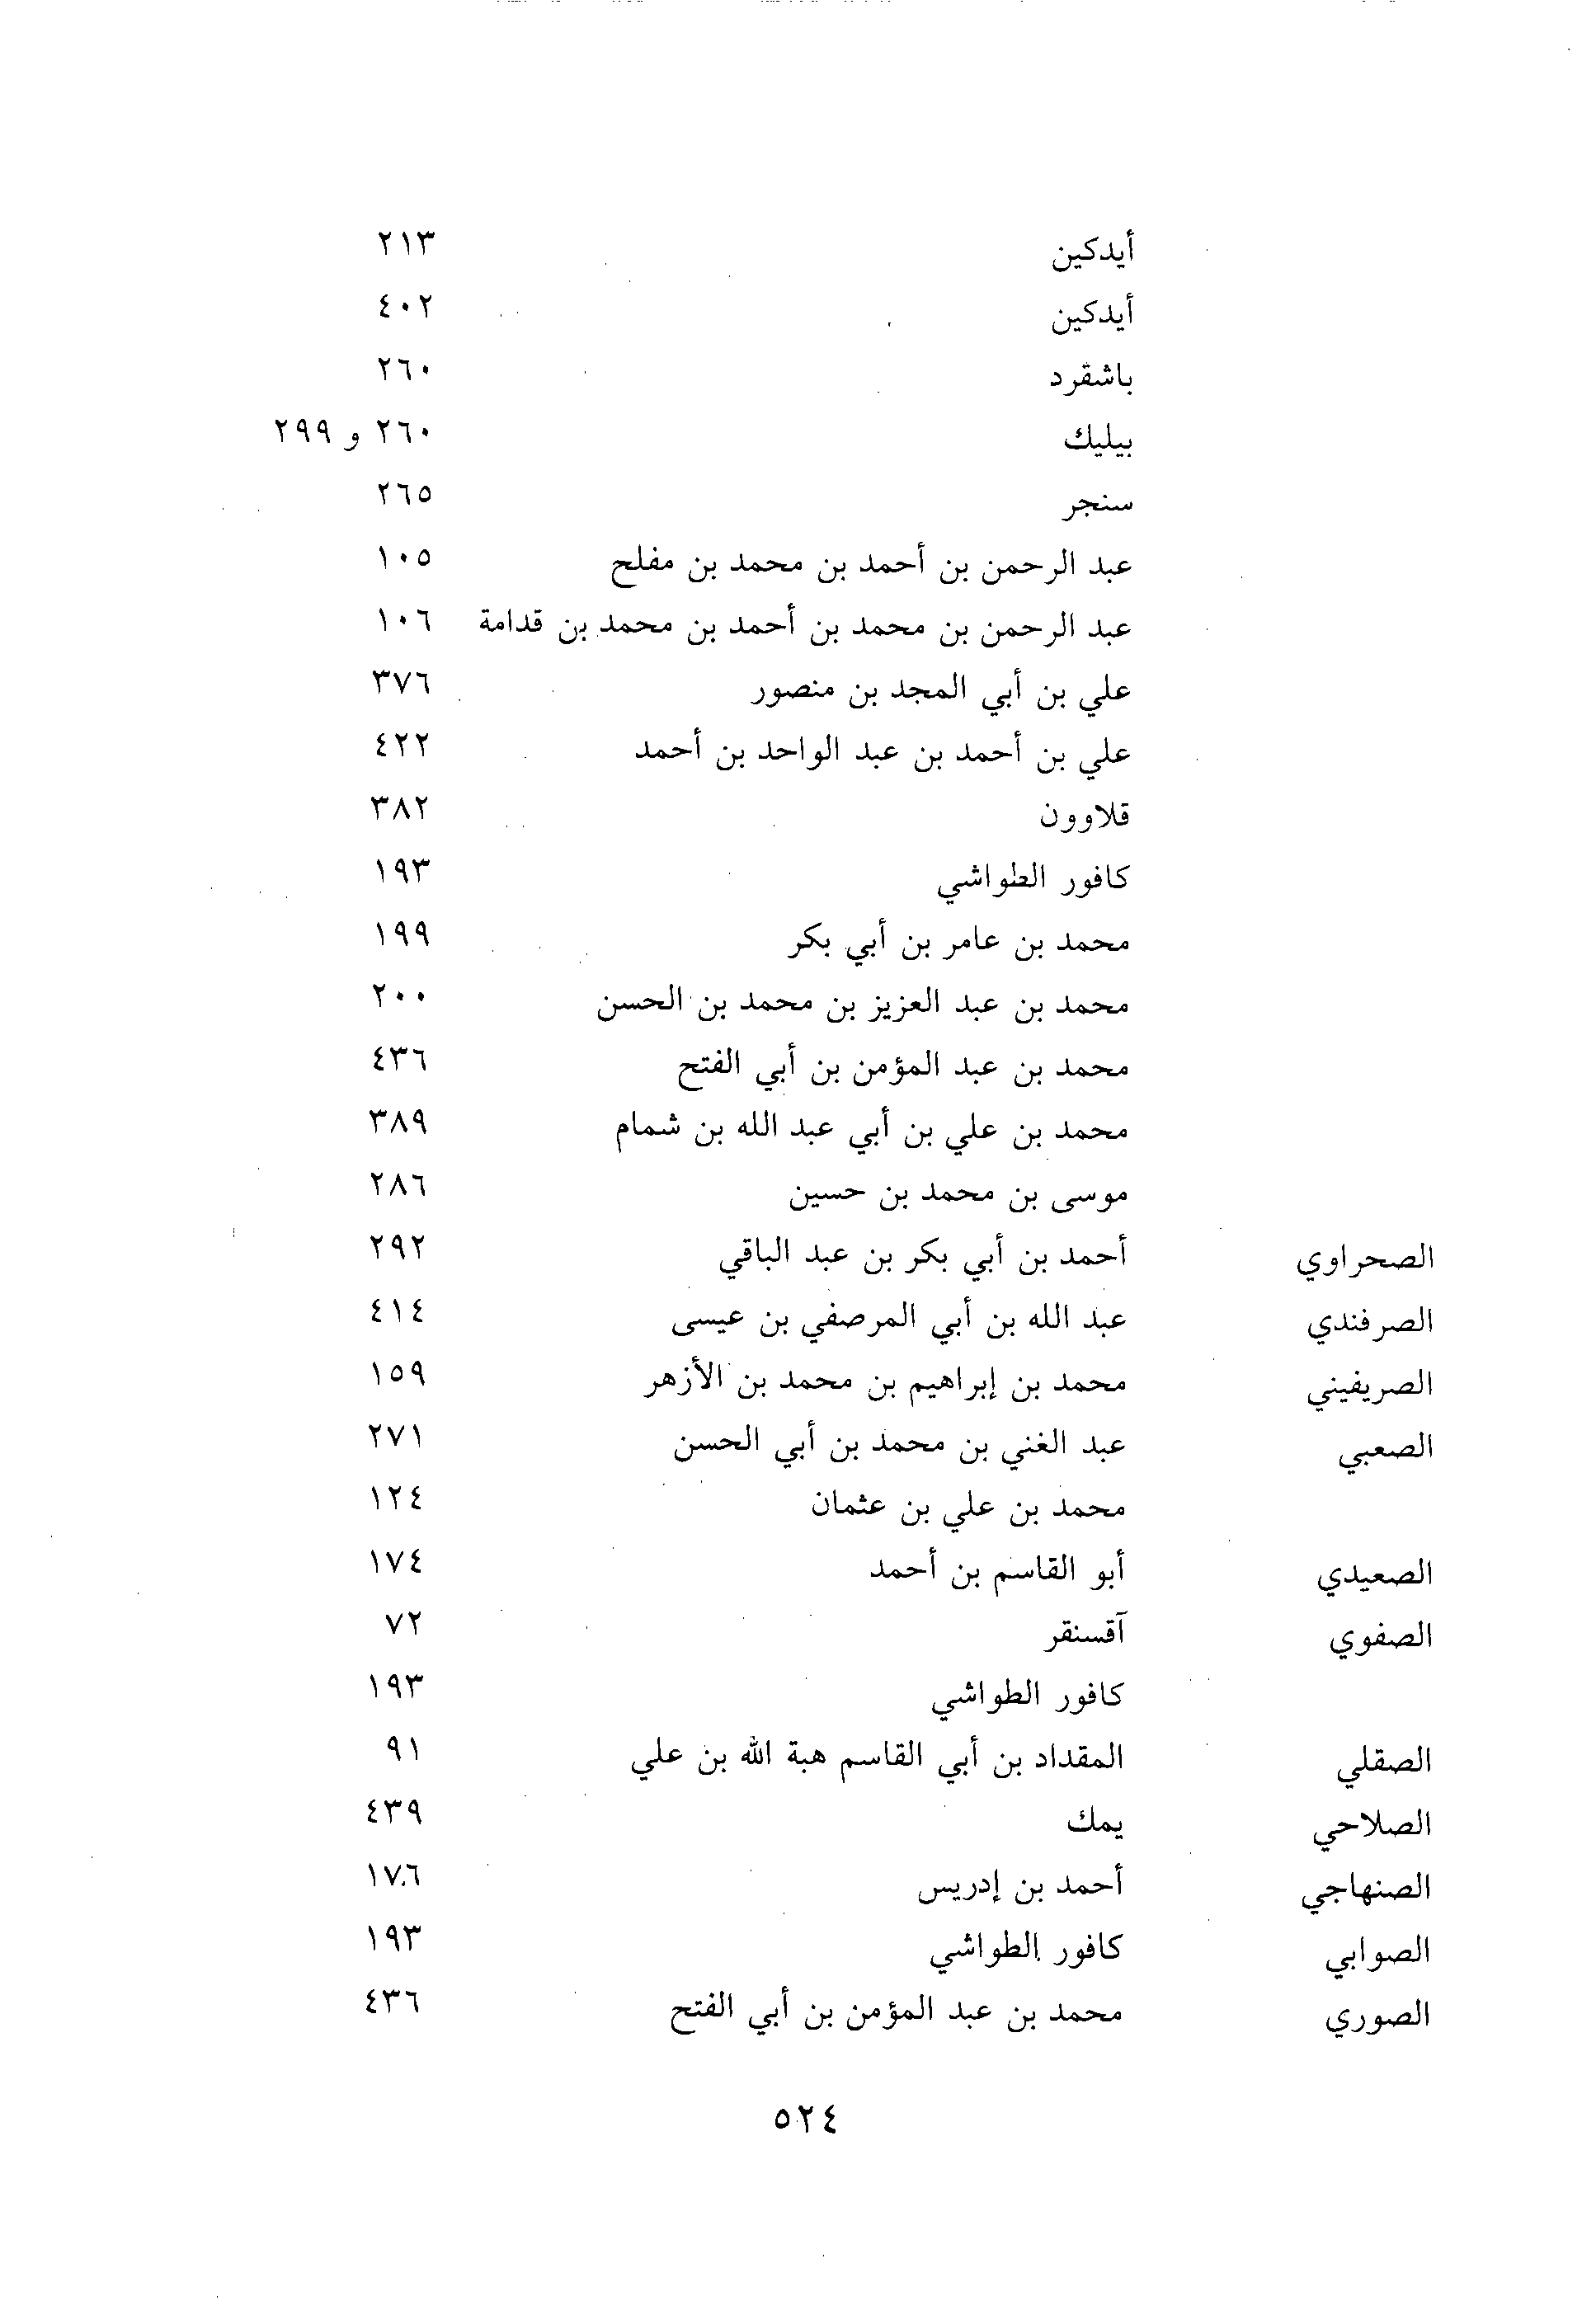 أيدكين ٢١٣
أيدكين ٤٠٢
باشقرد ٢٦٠
بيليك ٢٦٠ و ٢٩٩
سنجر ٢٦٥
عبد الرحمن بن أحمد بن محمد بن مفلح ١٠٥
عبد الرحمن بن محمد بن أحمد بن محمد بن قدامة ١٠٦
علي بن أبي المجد بن منصور ٣٧٦
علي بن أحمد بن عبد الواحد بن أحمد ٤٢٢
قلاوون ٣٨٢
كافور الطواشي ١٩٣
محمد بن عامر بن أبي بكر ١٩٩
محمد بن عبد العزيز بن محمد بن الحسن ٢٠٠
محمد بن عبد المؤمن بن أبي الفتح ٤٣٦
محمد بن علي بن أبي عبد الله بن شمام ٣٨٩
موسى بن محمد بن حسين ٢٨٦
الصحراوي أحمد بن أبي بكر بن عبد الباقي ٢٩٢
الصرفندي عبد الله بن أبي المرصفي بن عيسى ٤١٤
الصريفيني محمد بن إبراهيم بن محمد بن الأزهر ١٥٩
الصعبي عبد الغني بن محمد بن أبي الحسن ٢٧١
محمد بن علي بن عثمان ١٢٤
الصعيدي أبو القاسم بن أحمد ١٧٤
الصفوي آقسنقر ٧٢
كافور الطواشي ١٩٣
الصقلي المقداد بن أبي القاسم هبة الله بن علي ٩١
الصلاحي يمك ٤٣٩
الصنهاجي أحمد بن إدريس ١٧٦
الصوابي كافور الطواشي ١٩٣
الصوري محمد بن عبد المؤمن بن أبي الفتح ٤٣٦
٥٢٤